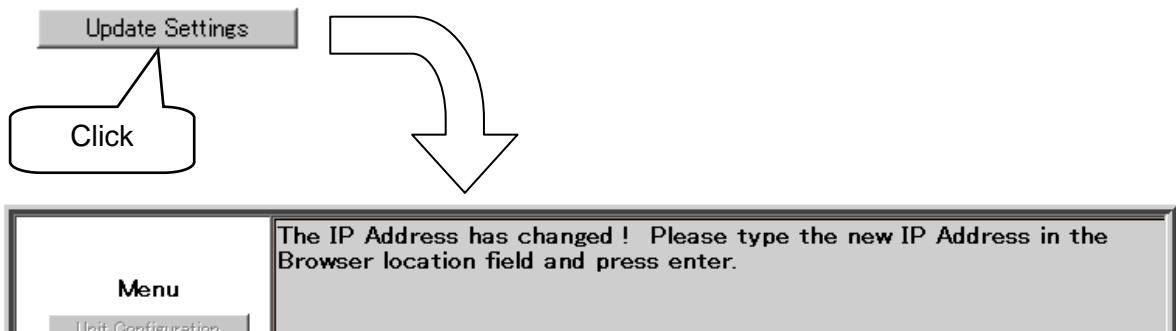 Update Settings
Click
The IP Address has changed !  Please type the new IP Address in the
Browser location field and press enter.
Menu
Unit Configuration